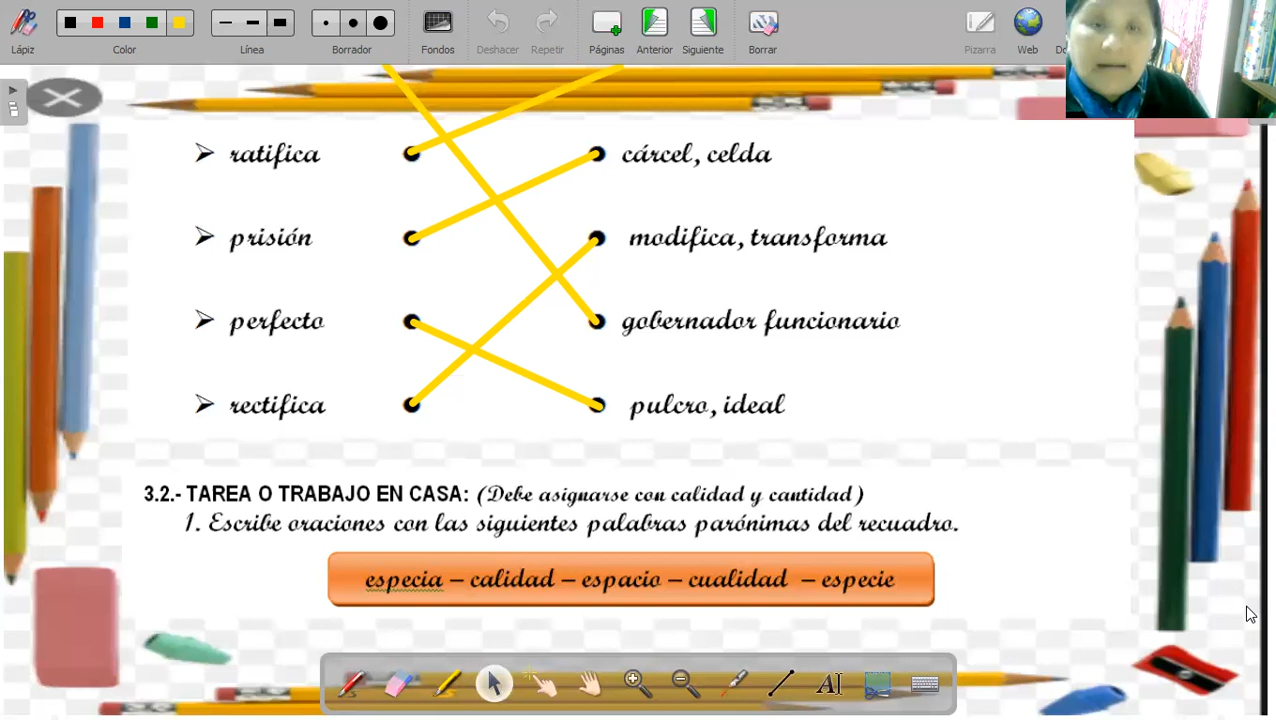 Lápiz
Color
Línea
Borrador
Fondos
Deshacer
Repetir
Páginas
Anterior
Siguiente
Borrar
Pizarra
Web
ratifica
cárcel, celda
prisión
modifica, transforma
perfecto
gobernador funcionario
rectifica
pulcro, ideal
3.2.- TAREA O TRABAJO EN CASA: (Debe asignarse con calidad y cantidad)
1. Escribe oraciones con las siguientes palabras parónimas del recuadro.
especia – calidad – espacio – cualidad – especie